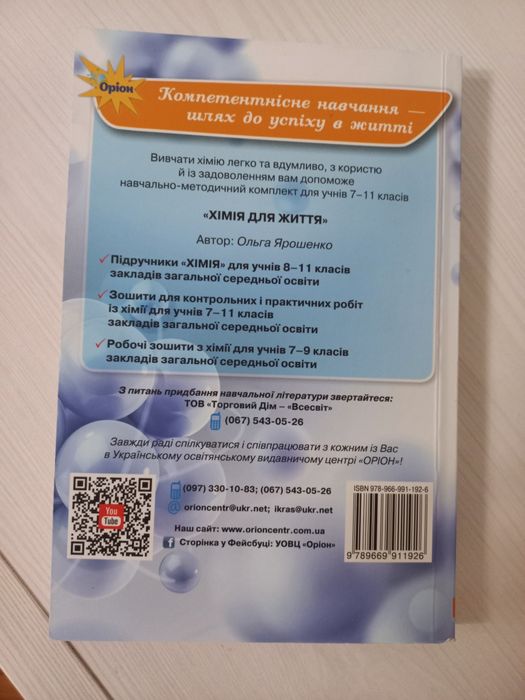 Оріон
Компетентнісне навчання —
шлях до успіху в житті
Вивчати хімію легко та вдумливо, з користю
й із задоволенням вам допоможе
навчально-методичний комплект для учнів 7–11 класів
«ХІМІЯ ДЛЯ ЖИТТЯ»
Автор: Ольга Ярошенко
Підручники «ХІМІЯ» для учнів 8–11 класів
закладів загальної середньої освіти
Зошити для контрольних і практичних робіт
із хімії для учнів 7–11 класів
закладів загальної середньої освіти
Робочі зошити з хімії для учнів 7–9 класів
закладів загальної середньої освіти
З питань придбання навчальної літератури звертайтеся:
ТОВ «Торговий Дім – «Всесвіт»
(067) 543-05-26
Завжди раді спілкуватися і співпрацювати з кожним із Вас
в Українському освітянському видавничому центрі «ОРІОН»!
(097) 330-10-83; (067) 543-05-26
orioncentr@ukr.net; ikras@ukr.net
Наш сайт: www.orioncentr.com.ua
Сторінка у Фейсбуці: УОВЦ «Оріон»
You
Tube
ISBN 978-966-991-192-6
9 789669 911926